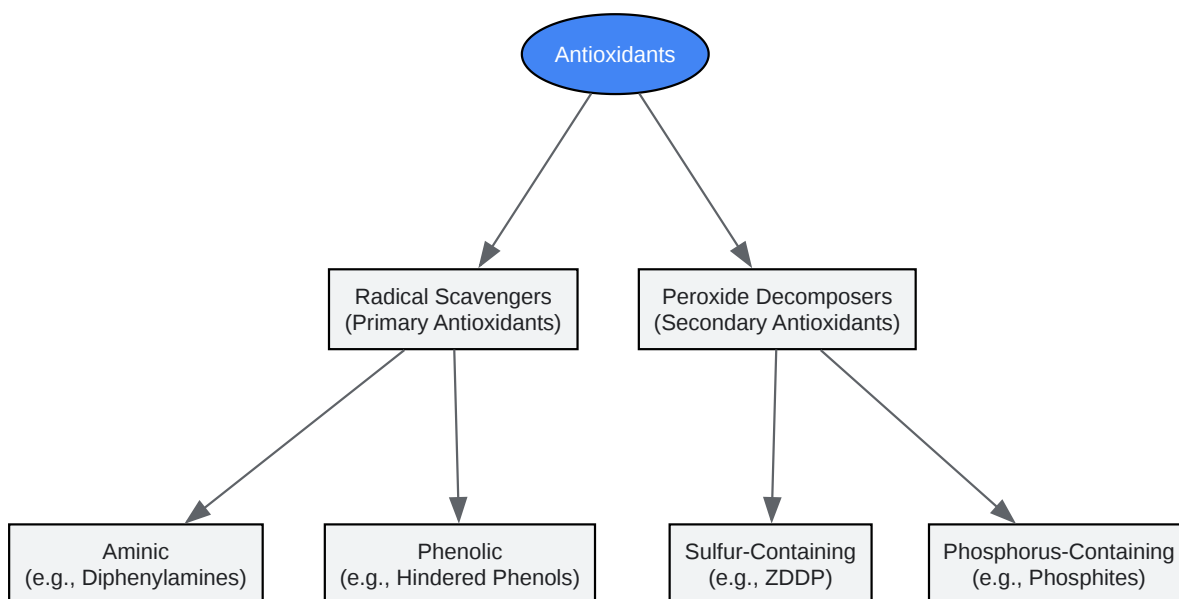 Antioxidants
Radical Scavengers
(Primary Antioxidants)
Peroxide Decomposers
(Secondary Antioxidants)
Aminic
(e.g., Diphenylamines)
Phenolic
(e.g., Hindered Phenols)
Sulfur-Containing
(e.g., ZDDP)
Phosphorus-Containing
(e.g., Phosphites)